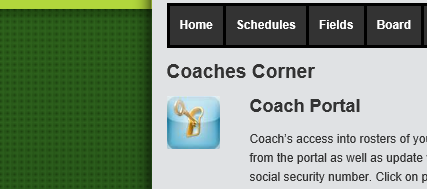 Home Schedules Fields Board
Coaches Corner
Coach Portal
Coach's access into rosters of
from the portal as well as update
social security number. Click on